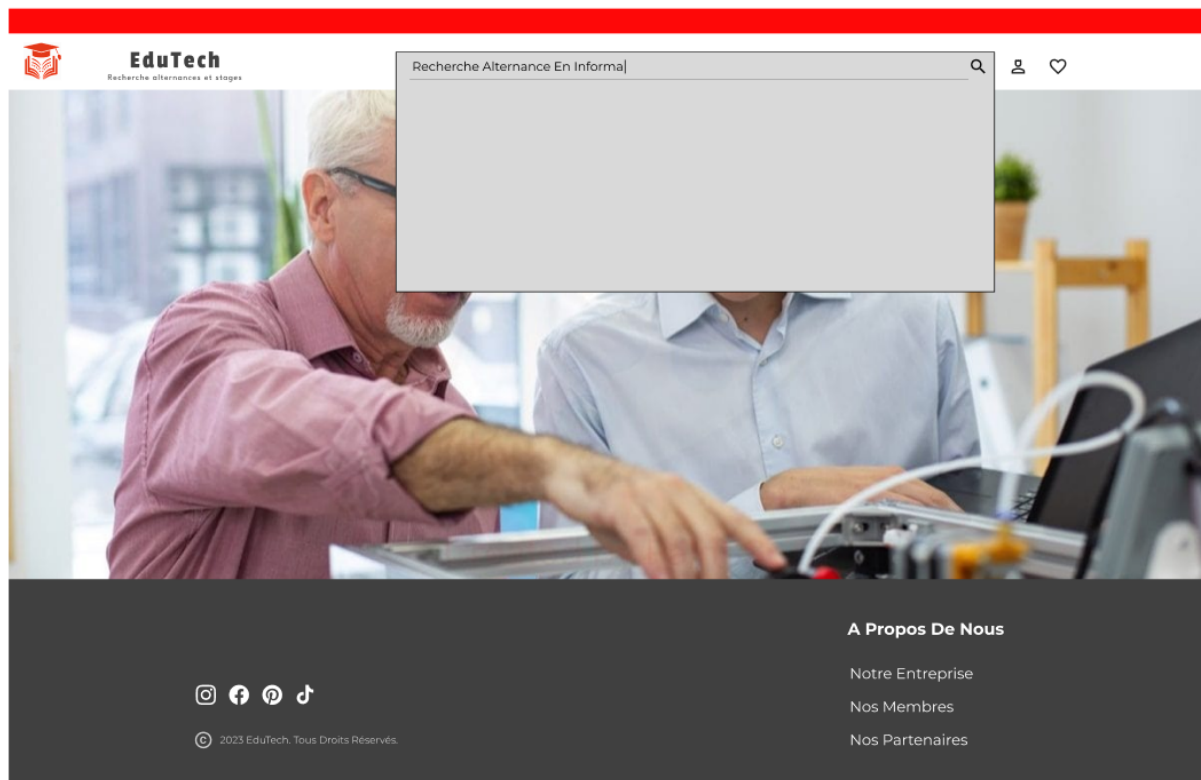 EduTech
Recherche alternances et stages
Recherche Alternance En Informa
A Propos De Nous
Notre Entreprise
Nos Membres
Nos Partenaires
© 2023 EduTech. Tous Droits Réservés.